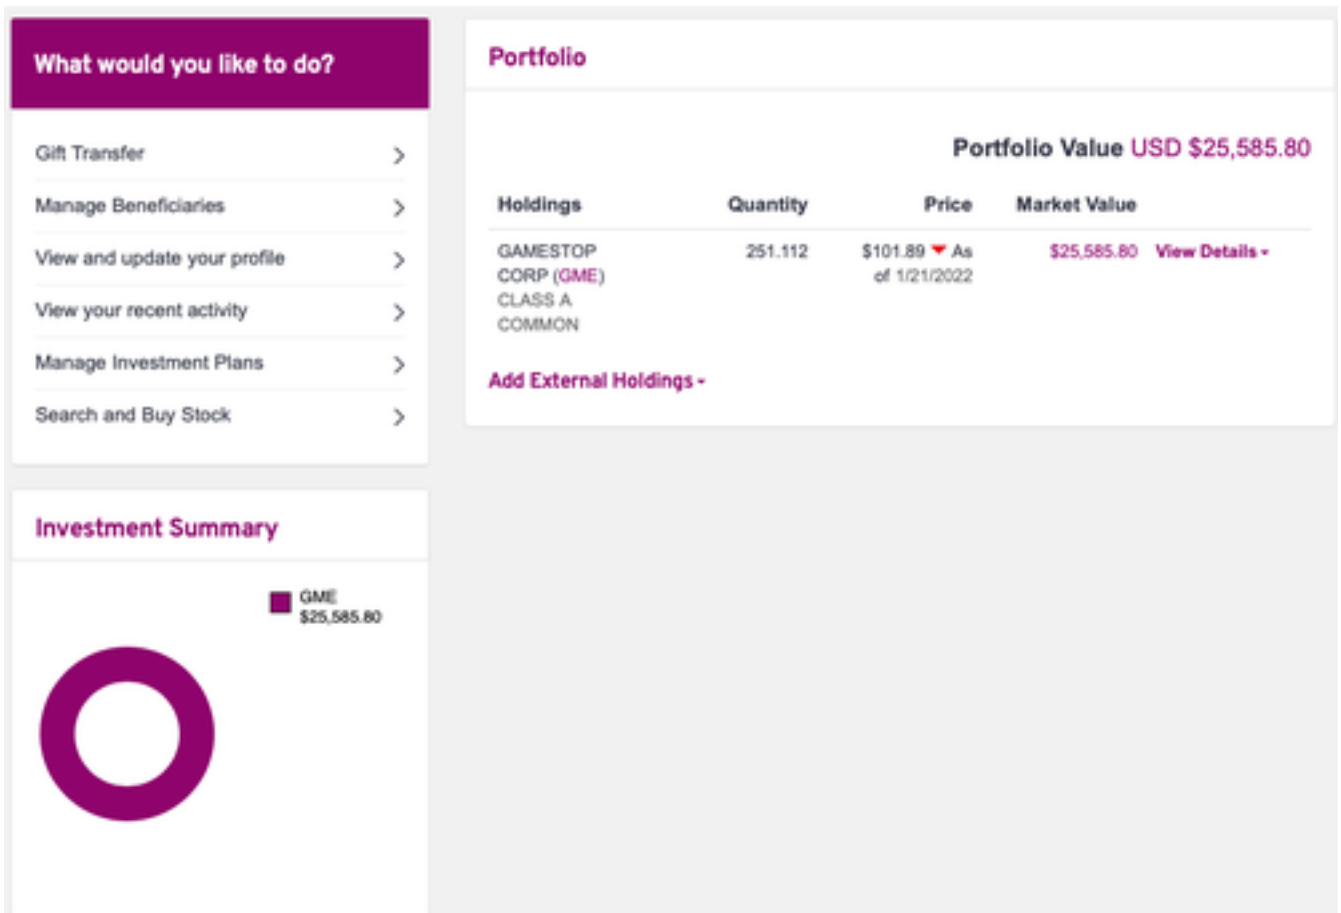 What would you like to do?
Gift Transfer
Manage Beneficiaries
View and update your profile
View your recent activity
Manage Investment Plans
Search and Buy Stock
Investment Summary
GME
$25,585.80
Portfolio
Portfolio Value USD $25,585.80
Holdings Quantity Price Market Value
GAMESTOP 251.112 $101.89 As $25,585.80 View Details
CORP (GME) of 1/21/2022
CLASS A
COMMON
Add External Holdings